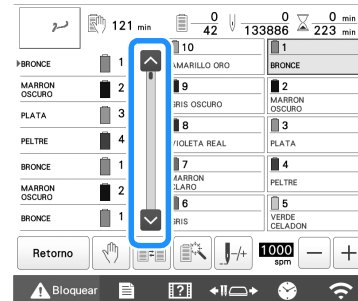 121 min
0
42
0
133886
0 min
223 min
BRONCE 1
MARRON OSCURO 2
PLATA 3
PELTRE 4
BRONCE 1
MARRON OSCURO 2
BRONCE 1
10
AMARILLO ORO
1
BRONCE
9
GRIS OSCURO
2
MARRON OSCURO
8
VIOLETA REAL
3
PLATA
7
MARRON CLARO
4
PELTRE
6
GRIS
5
VERDE CELADON
Retorno
-/+
1000
spm
- +
Bloquear